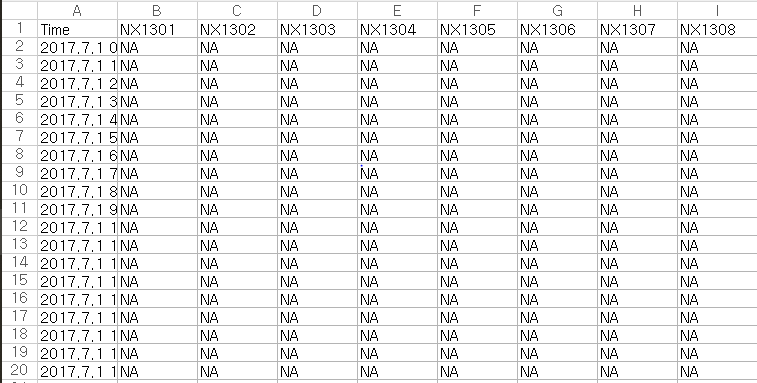 A B C D E F G H I
1 Time NX1301 NX1302 NX1303 NX1304 NX1305 NX1306 NX1307 NX1308
2 2017.7.1 0 NA NA NA NA NA NA NA NA
3 2017.7.1 1 NA NA NA NA NA NA NA NA
4 2017.7.1 2 NA NA NA NA NA NA NA NA
5 2017.7.1 3 NA NA NA NA NA NA NA NA
6 2017.7.1 4 NA NA NA NA NA NA NA NA
7 2017.7.1 5 NA NA NA NA NA NA NA NA
8 2017.7.1 6 NA NA NA NA NA NA NA NA
9 2017.7.1 7 NA NA NA NA NA NA NA NA
10 2017.7.1 8 NA NA NA NA NA NA NA NA
11 2017.7.1 9 NA NA NA NA NA NA NA NA
12 2017.7.1 1 NA NA NA NA NA NA NA NA
13 2017.7.1 1 NA NA NA NA NA NA NA NA
14 2017.7.1 1 NA NA NA NA NA NA NA NA
15 2017.7.1 1 NA NA NA NA NA NA NA NA
16 2017.7.1 1 NA NA NA NA NA NA NA NA
17 2017.7.1 1 NA NA NA NA NA NA NA NA
18 2017.7.1 1 NA NA NA NA NA NA NA NA
19 2017.7.1 1 NA NA NA NA NA NA NA NA
20 2017.7.1 1 NA NA NA NA NA NA NA NA